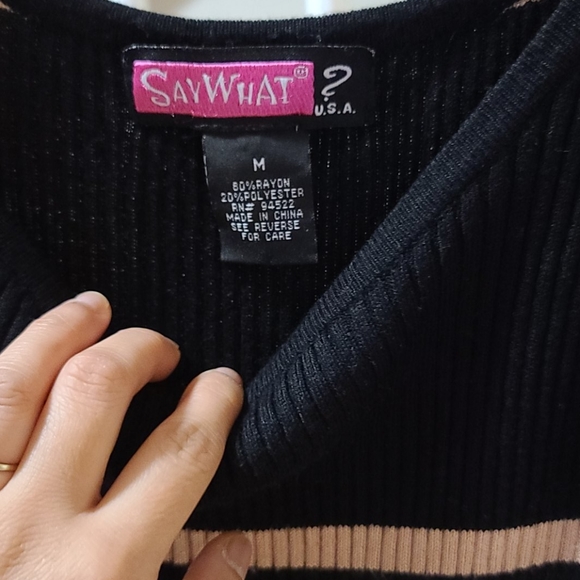 SAYWHAT® ?
U.S.A.
M
80%RAYON
20%POLYESTER
RN# 94522
MADE IN CHINA
SEE REVERSE
FOR CARE